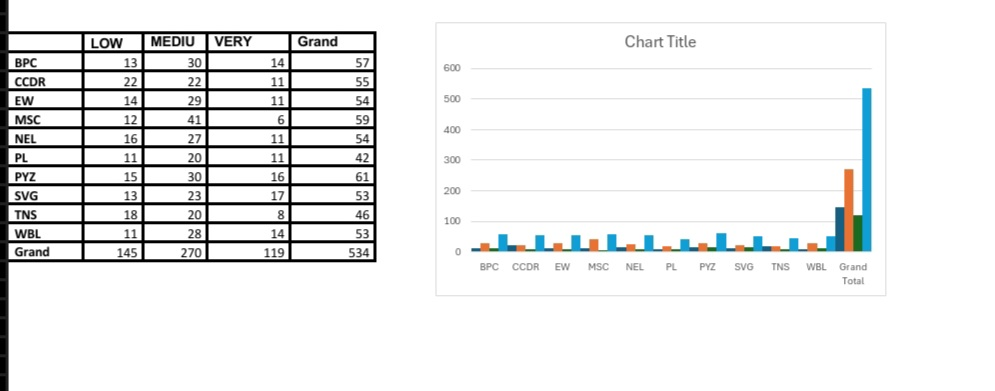 LOW MEDIU VERY Grand
BPC 13 30 14 57
CCDR 22 22 11 55
EW 14 29 11 54
MSC 12 41 6 59
NEL 16 27 11 54
PL 11 20 11 42
PYZ 15 30 16 61
SVG 13 23 17 53
TNS 18 20 8 46
WBL 11 28 14 53
Grand 145 270 119 534
Chart Title
600
500
400
300
200
100
0
BPC CCDR EW MSC NEL PL PYZ SVG TNS WBL Grand
Total